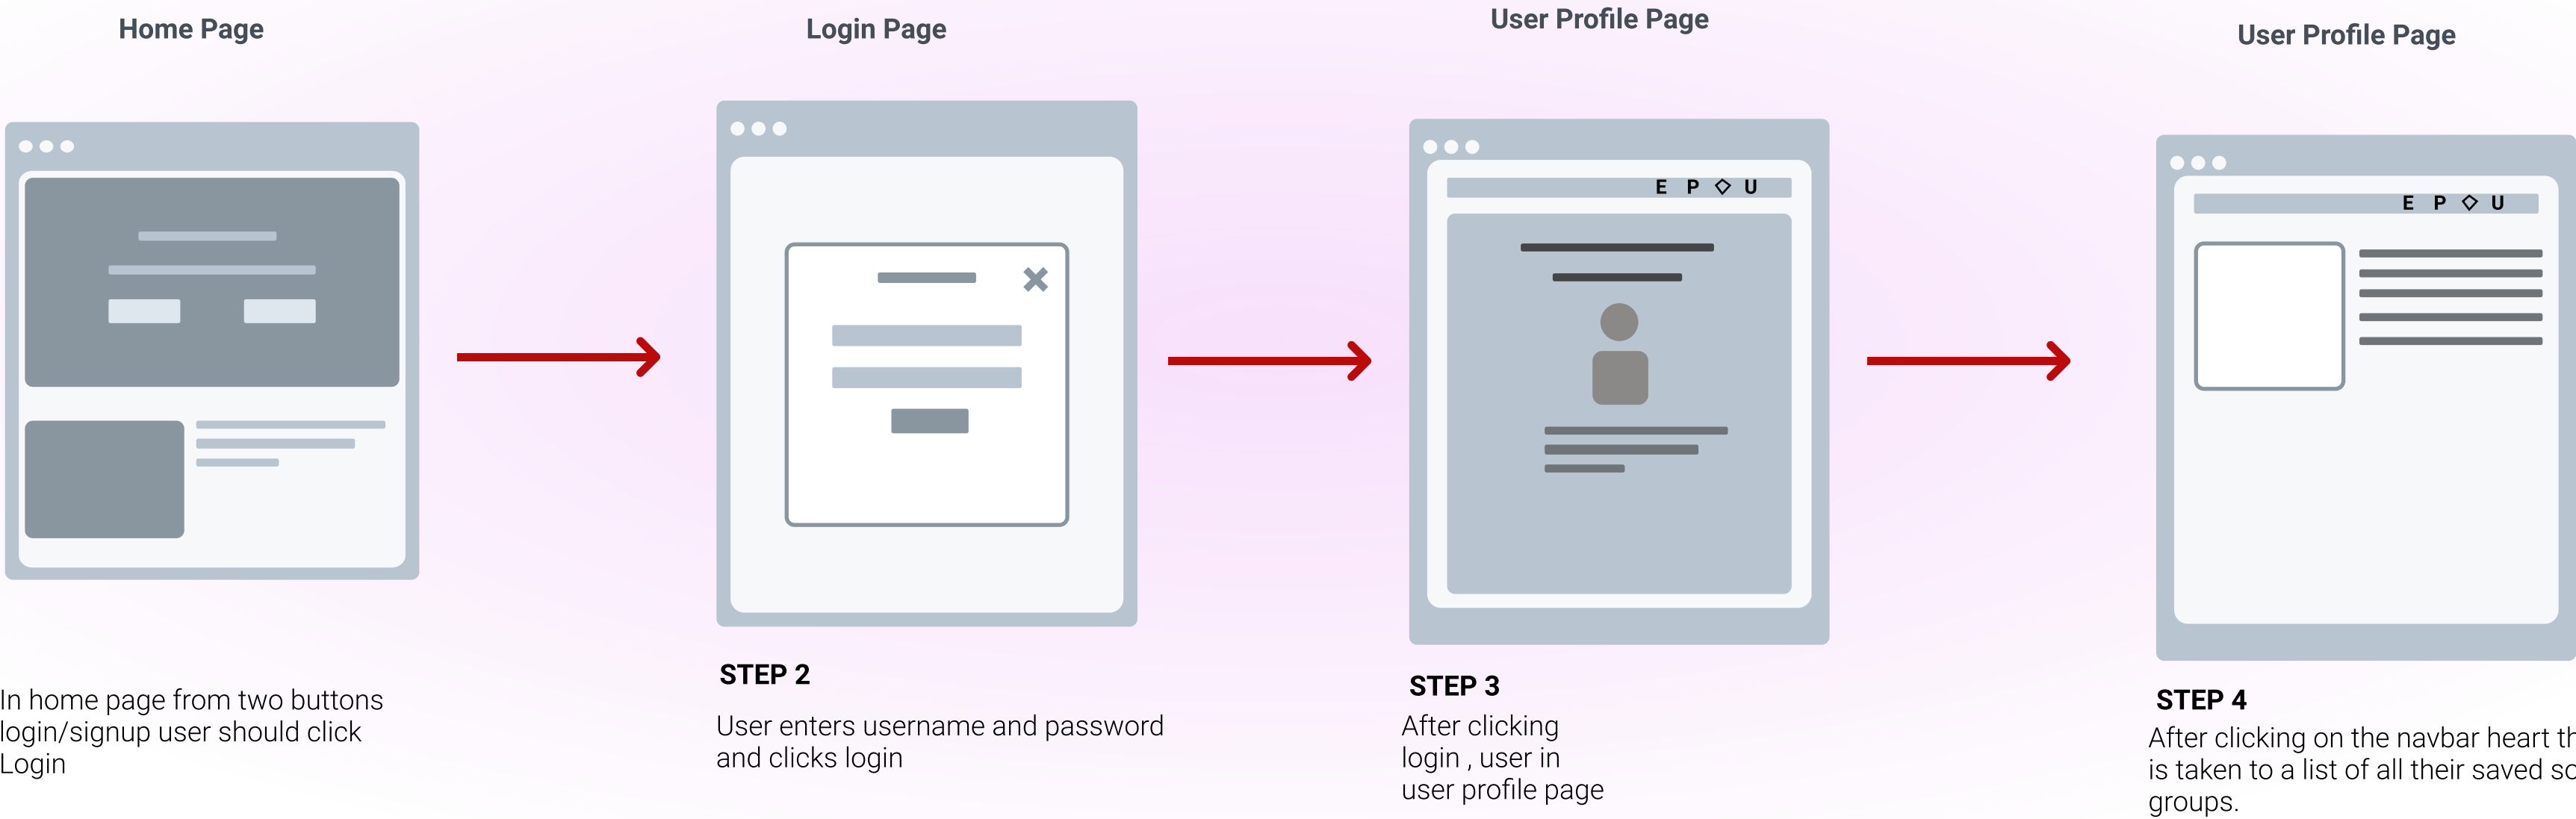 Home Page
In home page from two buttons
login/signup user should click
Login
Login Page
STEP 2
User enters username and password
and clicks login
User Profile Page
E P ◇ U
STEP 3
After clicking
login , user in
user profile page
User Profile Page
E P ◇ U
STEP 4
After clicking on the navbar heart
is taken to a list of all their saved
groups.